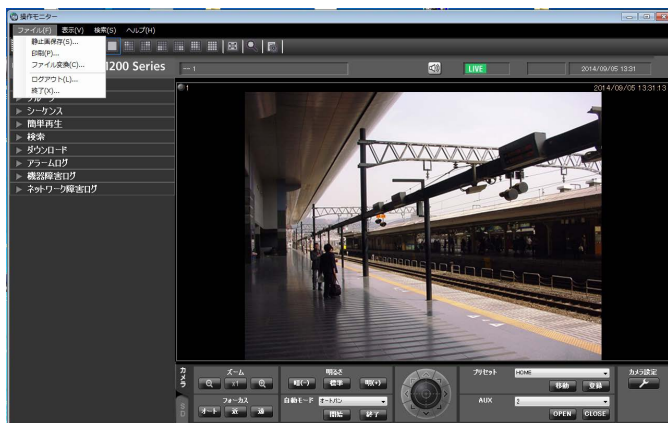 操作モニター
ファイル(F) 表示(V) 検索(S) ヘルプ(H)
静止画保存(S)...
印刷(P)...
ファイル変換(C)...
ログアウト(L)...
終了(X)...
M200 Series
--- 1
LIVE
2014/09/05 13:31
1
2014/09/05 13:31:13
グループ
シーケンス
簡単再生
検索
ダウンロード
アラームログ
機器障害ログ
ネットワーク障害ログ
カメラ
SD
ズーム
x1
フォーカス
オート 近 遠
明るさ
暗(-) 標準 明(+)
自動モード オートパン
開始 終了
プリセット HOME
移動 登録
AUX 2
OPEN CLOSE
カメラ設定